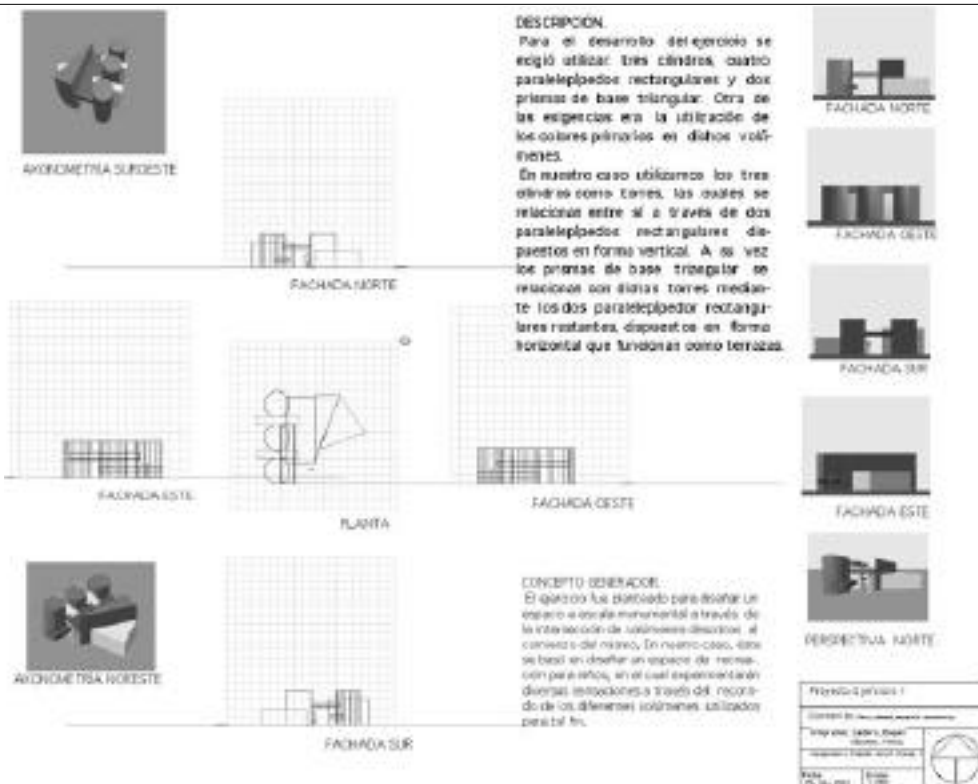 DESCRIPCIÓN.
Para el desarrollo del ejercicio se
exigió utilizar: tres cilindros, cuatro
paralelepípedos rectangulares y dos
prismas de base triangular. Otra de
las exigencias era la utilización de
los colores primarios en dichos volú-
menes.
En nuestro caso utilizamos los tres
cilindros como torres, las cuales se
relacionan entre sí a través de dos
paralelepípedos rectangulares dis-
puestos en forma vertical. A su vez
los prismas de base triangular se
relacionan con dichas torres median-
te los dos paralelepípedor rectangu-
lares restantes, dispuestos en forma
horizontal que funcionan como terrazas.
AXONOMETRÍA SUROESTE
FACHADA NORTE
FACHADA NORTE
FACHADA OESTE
FACHADA SUR
FACHADA ESTE
PLANTA
FACHADA OESTE
FACHADA ESTE
CONCEPTO GENERADOR.
El ejercicio fue planteado para diseñar un
espacio a escala monumental a través de
la intersección de volúmenes descritos al
comienzo del mismo. En nuestro caso, éste
se basó en diseñar un espacio de recrea-
ción para niños, en el cual experimentarán
diversas sensaciones a través del recorri-
do de los diferentes volúmenes utilizados
para tal fin.
PERSPECTIVA NORTE
AXONOMETRÍA NORESTE
FACHADA SUR